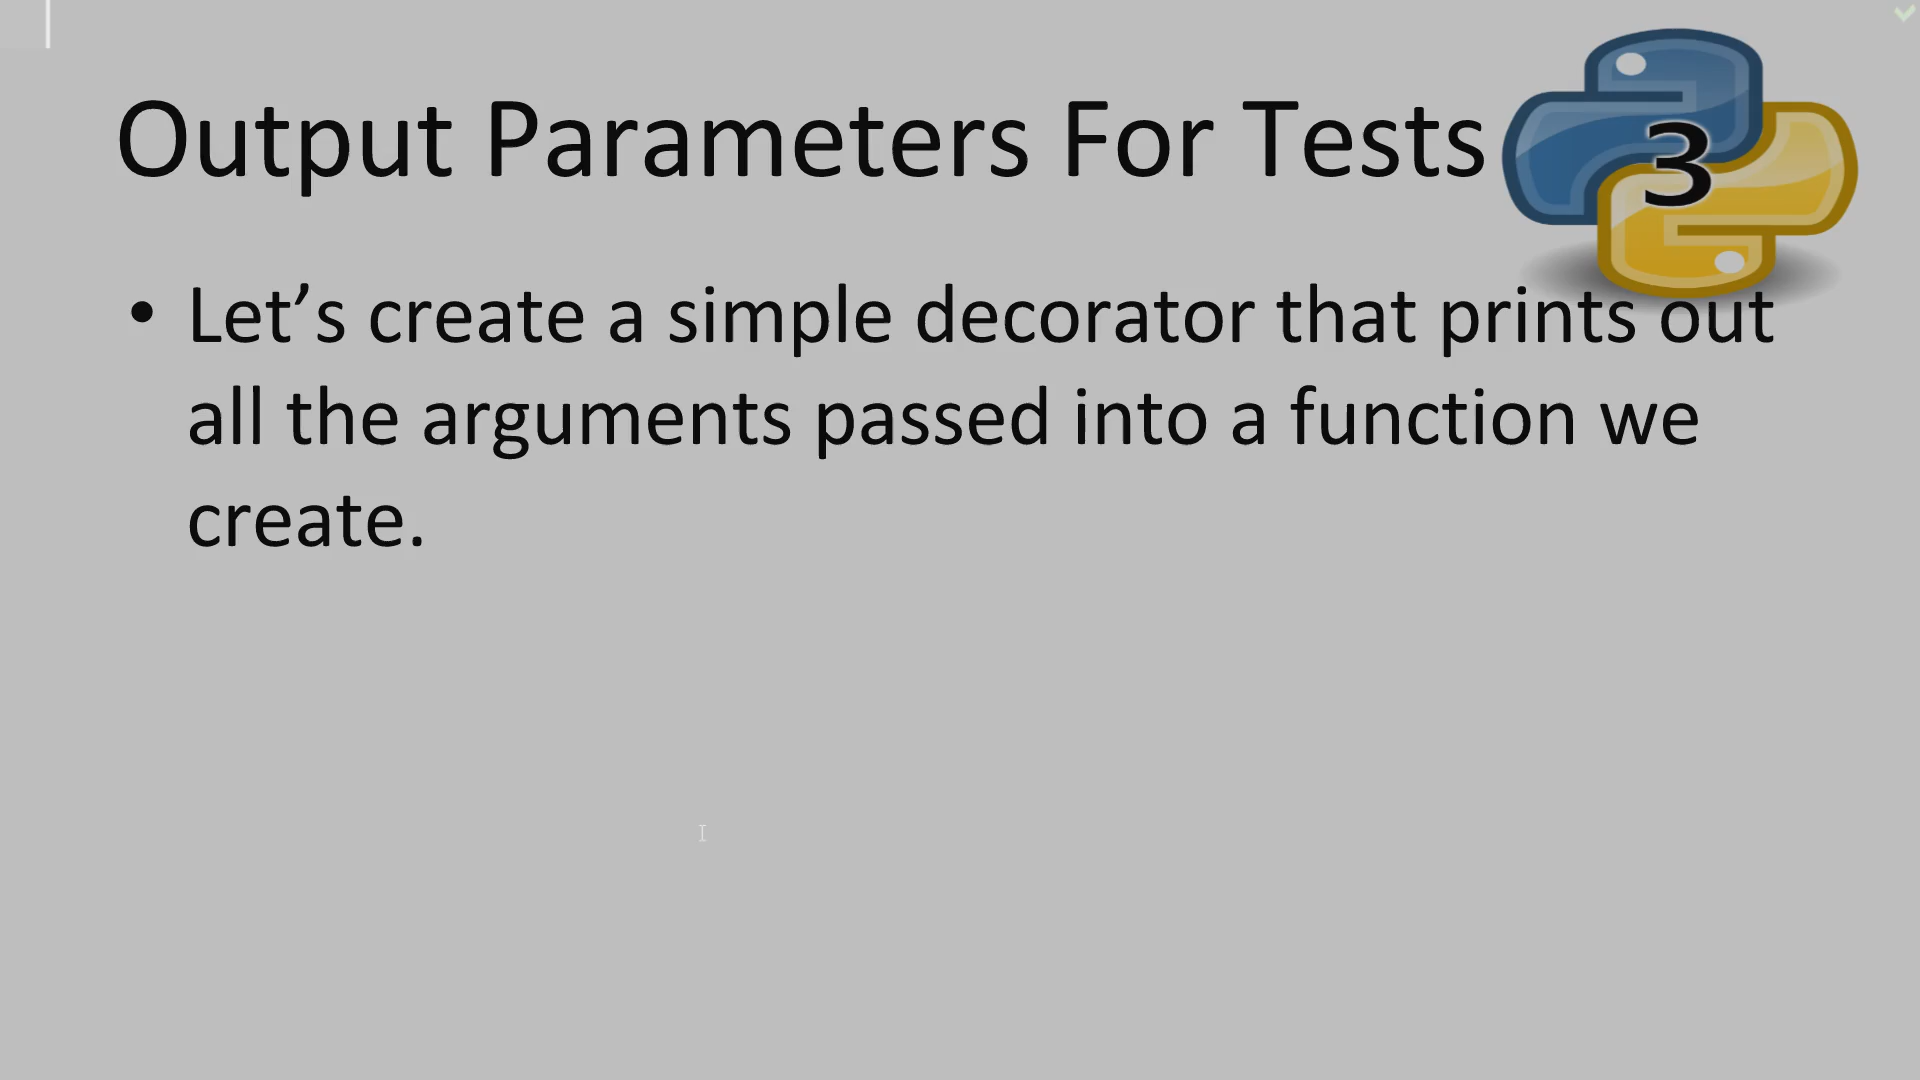 Output Parameters For Tests
3
• Let’s create a simple decorator that prints out
all the arguments passed into a function we
create.